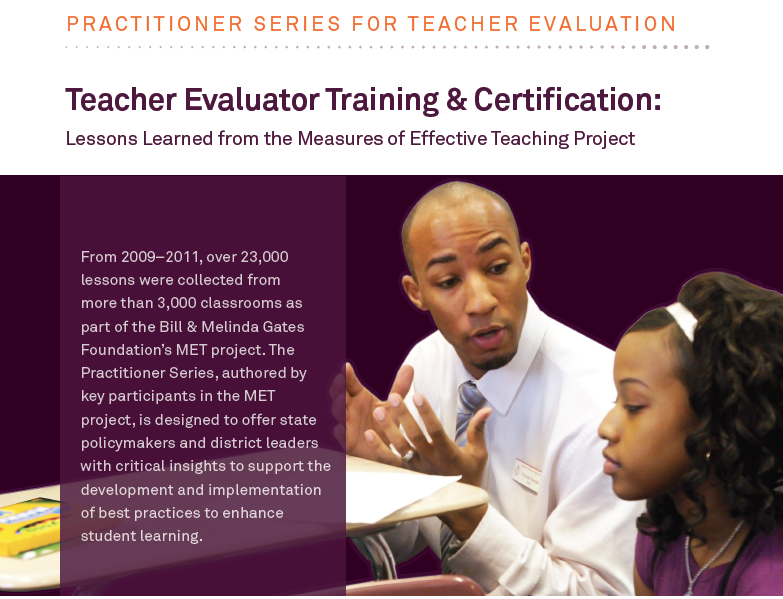 PRACTITIONER SERIES FOR TEACHER EVALUATION
Teacher Evaluator Training & Certification:
Lessons Learned from the Measures of Effective Teaching Project
From 2009–2011, over 23,000
lessons were collected from
more than 3,000 classrooms as
part of the Bill & Melinda Gates
Foundation’s MET project. The
Practitioner Series, authored by
key participants in the MET
project, is designed to offer state
policymakers and district leaders
with critical insights to support the
development and implementation
of best practices to enhance
student learning.